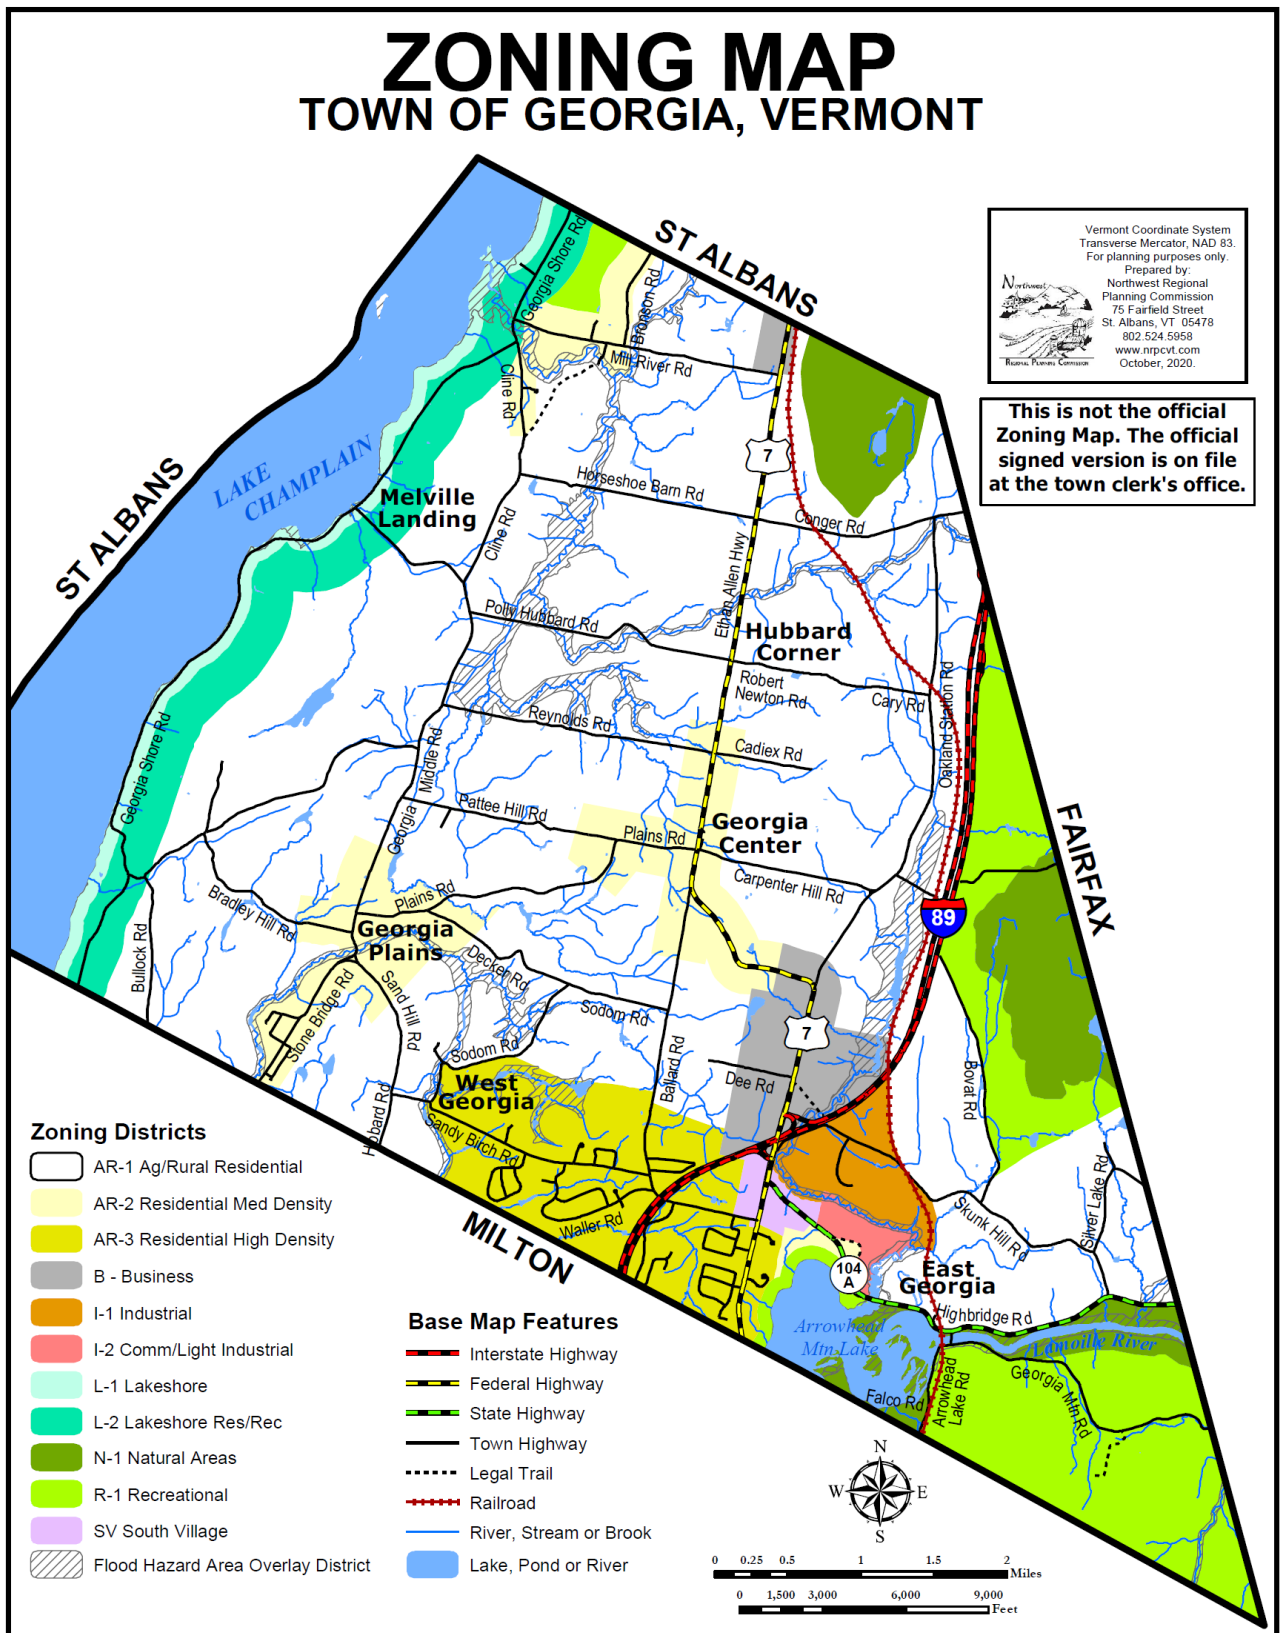 ZONING MAP
TOWN OF GEORGIA, VERMONT
Vermont Coordinate System
Transverse Mercator, NAD 83.
For planning purposes only.
Prepared by:
Northwest Regional
Planning Commission
75 Fairfield Street
St. Albans, VT 05478
802.524.5958
www.nrpcvt.com
October, 2020.
Northwest
REGIONAL PLANNING COMMISSION
This is not the official
Zoning Map. The official
signed version is on file
at the town clerk's office.
ST ALBANS
Georgia Shore Rd
Bronson Rd
Mill River Rd
Cline Rd
7
LAKE
CHAMPLAIN
ST ALBANS
Melville
Landing
Horseshoe Barn Rd
Conger Rd
Cline Rd
Ethan Allen Hwy
Polly Hubbard Rd
Hubbard
Corner
Robert
Newton Rd
Cary Rd
Oakland Station Rd
Reynolds Rd
Cadiex Rd
Georgia Shore Rd
Georgia Middle Rd
Pattee Hill Rd
Plains Rd
Georgia
Center
Carpenter Hill Rd
FAIRFAX
89
Bradley Hill Rd
Plains Rd
Georgia
Plains
Bullock Rd
Stone Bridge Rd
Sand Hill Rd
Decker Rd
Sodom Rd
Sodom Rd
7
Ballard Rd
Dee Rd
Bovat Rd
West
Georgia
Hobard Rd
Sandy Birch Rd
Waller Rd
MILTON
Skunk Hill Rd
Silver Lake Rd
104
A
East
Georgia
Highbridge Rd
Arrowhead
Mtn Lake
Lamoille River
Falco Rd
Arrowhead
Lake Rd
Georgia Mtn Rd
Zoning Districts
AR-1 Ag/Rural Residential
AR-2 Residential Med Density
AR-3 Residential High Density
B - Business
I-1 Industrial
I-2 Comm/Light Industrial
L-1 Lakeshore
L-2 Lakeshore Res/Rec
N-1 Natural Areas
R-1 Recreational
SV South Village
Flood Hazard Area Overlay District
Base Map Features
Interstate Highway
Federal Highway
State Highway
Town Highway
Legal Trail
Railroad
River, Stream or Brook
Lake, Pond or River
N
W E
S
0 0.25 0.5 1 1.5 2
Miles
0 1,500 3,000 6,000 9,000
Feet